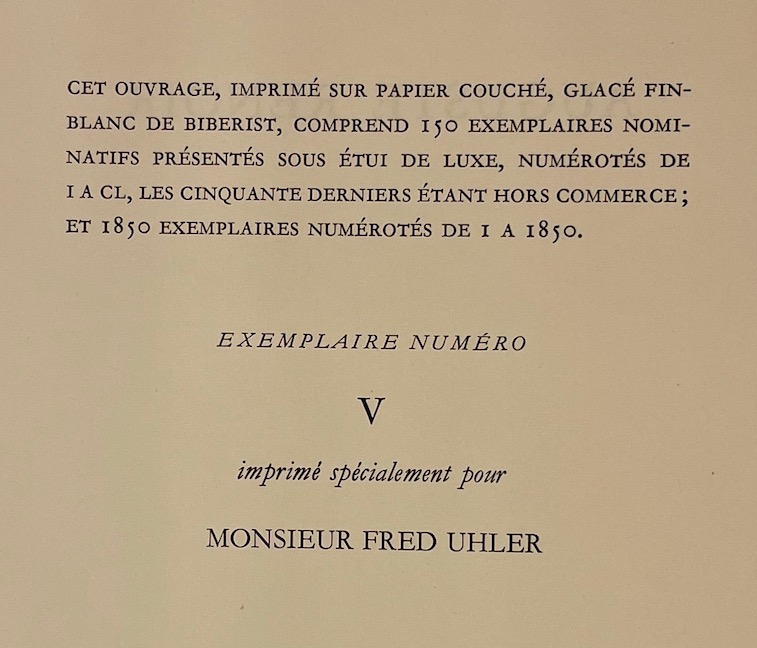 CET OUVRAGE, IMPRIMÉ SUR PAPIER COUCHÉ, GLACÉ FIN-
BLANC DE BIBERIST, COMPREND 150 EXEMPLAIRES NOMI-
NATIFS PRÉSENTÉS SOUS ÉTUI DE LUXE, NUMÉROTÉS DE
I A CL, LES CINQUANTE DERNIERS ÉTANT HORS COMMERCE ;
ET 1850 EXEMPLAIRES NUMÉROTÉS DE 1 A 1850.
EXEMPLAIRE NUMÉRO
V
imprimé spécialement pour
MONSIEUR FRED UHLER